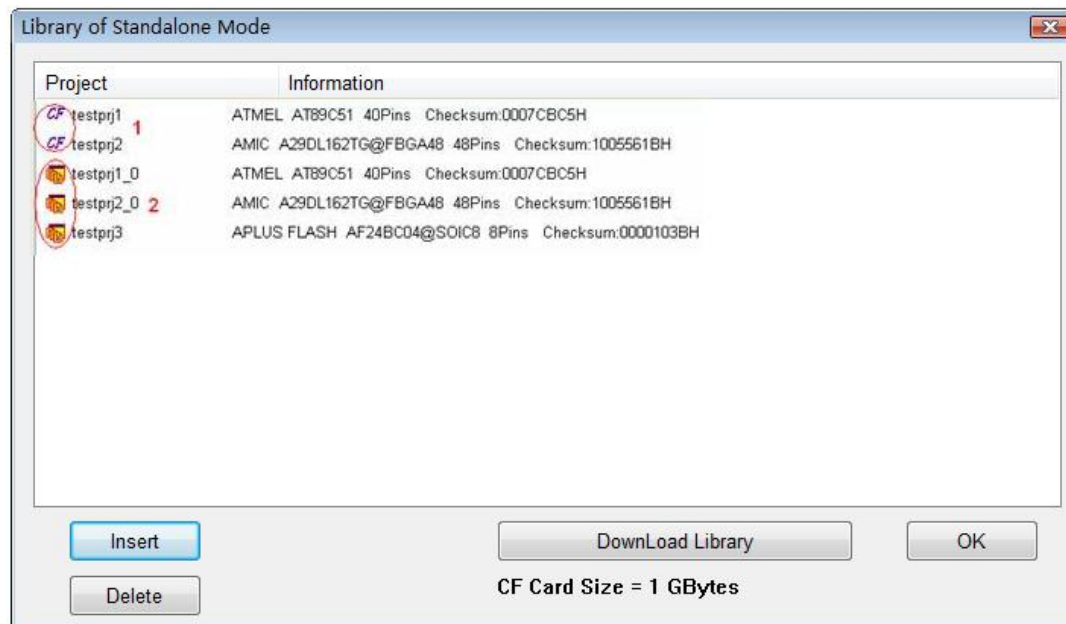 Library of Standalone Mode
Project Information
CF testprj1 ATMEL AT89C51 40Pins Checksum:0007CBC5H
1
CF testprj2 AMIC A29DL162TG@FBGA48 48Pins Checksum:1005561BH
testprj1_0 ATMEL AT89C51 40Pins Checksum:0007CBC5H
testprj2_0 2 AMIC A29DL162TG@FBGA48 48Pins Checksum:1005561BH
testprj3 APLUS FLASH AF24BC04@SOIC8 8Pins Checksum:0000103BH
Insert DownLoad Library OK
Delete CF Card Size = 1 GBytes